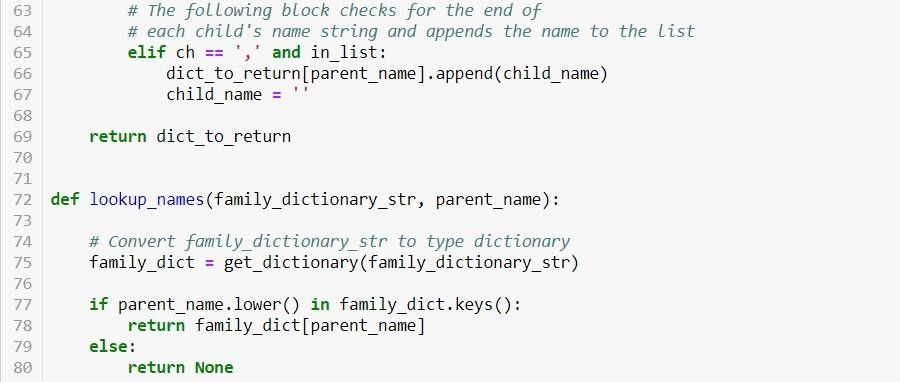 63         # The following block checks for the end of
64         # each child's name string and appends the name to the list
65         elif ch == ',' and in_list:
66             dict_to_return[parent_name].append(child_name)
67             child_name = ''
68
69     return dict_to_return
70
71
72 def lookup_names(family_dictionary_str, parent_name):
73
74     # Convert family_dictionary_str to type dictionary
75     family_dict = get_dictionary(family_dictionary_str)
76
77     if parent_name.lower() in family_dict.keys():
78         return family_dict[parent_name]
79     else:
80         return None